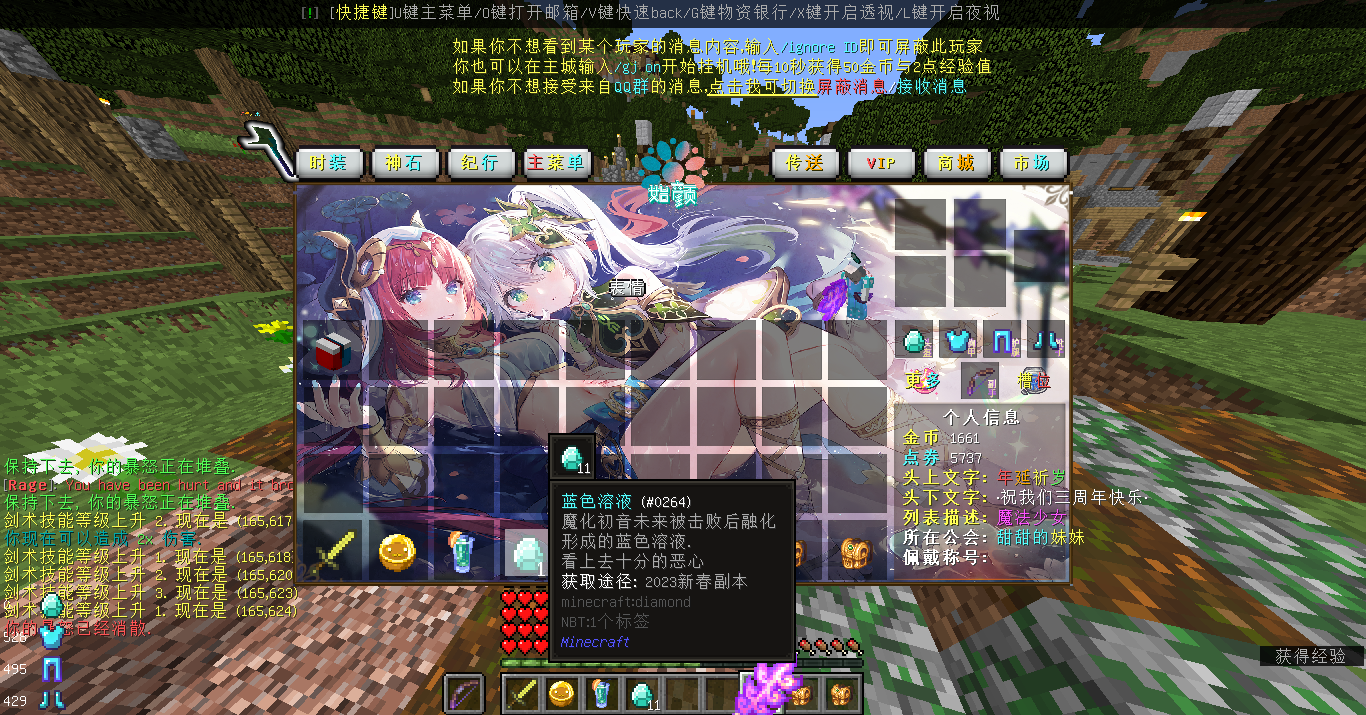 [!] [快捷键]U键主菜单/O键打开邮箱/V键快速back/G键物资银行/X键开启透视/L键开启夜视
如果你不想看到某个玩家的消息内容,输入/ignore ID即可屏蔽此玩家
你也可以在主城输入/gj on开始挂机哦!每10秒获得50金币与2点经验值
如果你不想接受来自QQ群的消息,点击我可切换屏蔽消息/接收消息
时装
神石
纪行
主菜单
传送
VIP
商城
市场
表情
更多
槽位
个人信息
金币 1661
点券 5737
头上文字: 年延祈岁
头下文字: ·祝我们三周年快乐·
列表描述: 魔法少女
所在公会: 甜甜的妹妹
佩戴称号:
11
蓝色溶液 (#0264)
魔化初音未来被击败后融化
形成的蓝色溶液.
看上去十分的恶心
获取途径: 2023新春副本
minecraft:diamond
NBT:1个标签
Minecraft
保持下去, 你的暴怒正在堆叠.
[Rage]: You have been hurt and it
保持下去, 你的暴怒正在堆叠.
剑术技能等级上升 2. 现在是 (165,617
你现在可以造成 2x 伤害.
剑术技能等级上升 1. 现在是 (165,618
剑术技能等级上升 2. 现在是 (165,620
剑术技能等级上升 3. 现在是 (165,623)
剑术技能等级上升 1. 现在是 (165,624)
你的暴怒已经消散.
495
429
获得经验
11